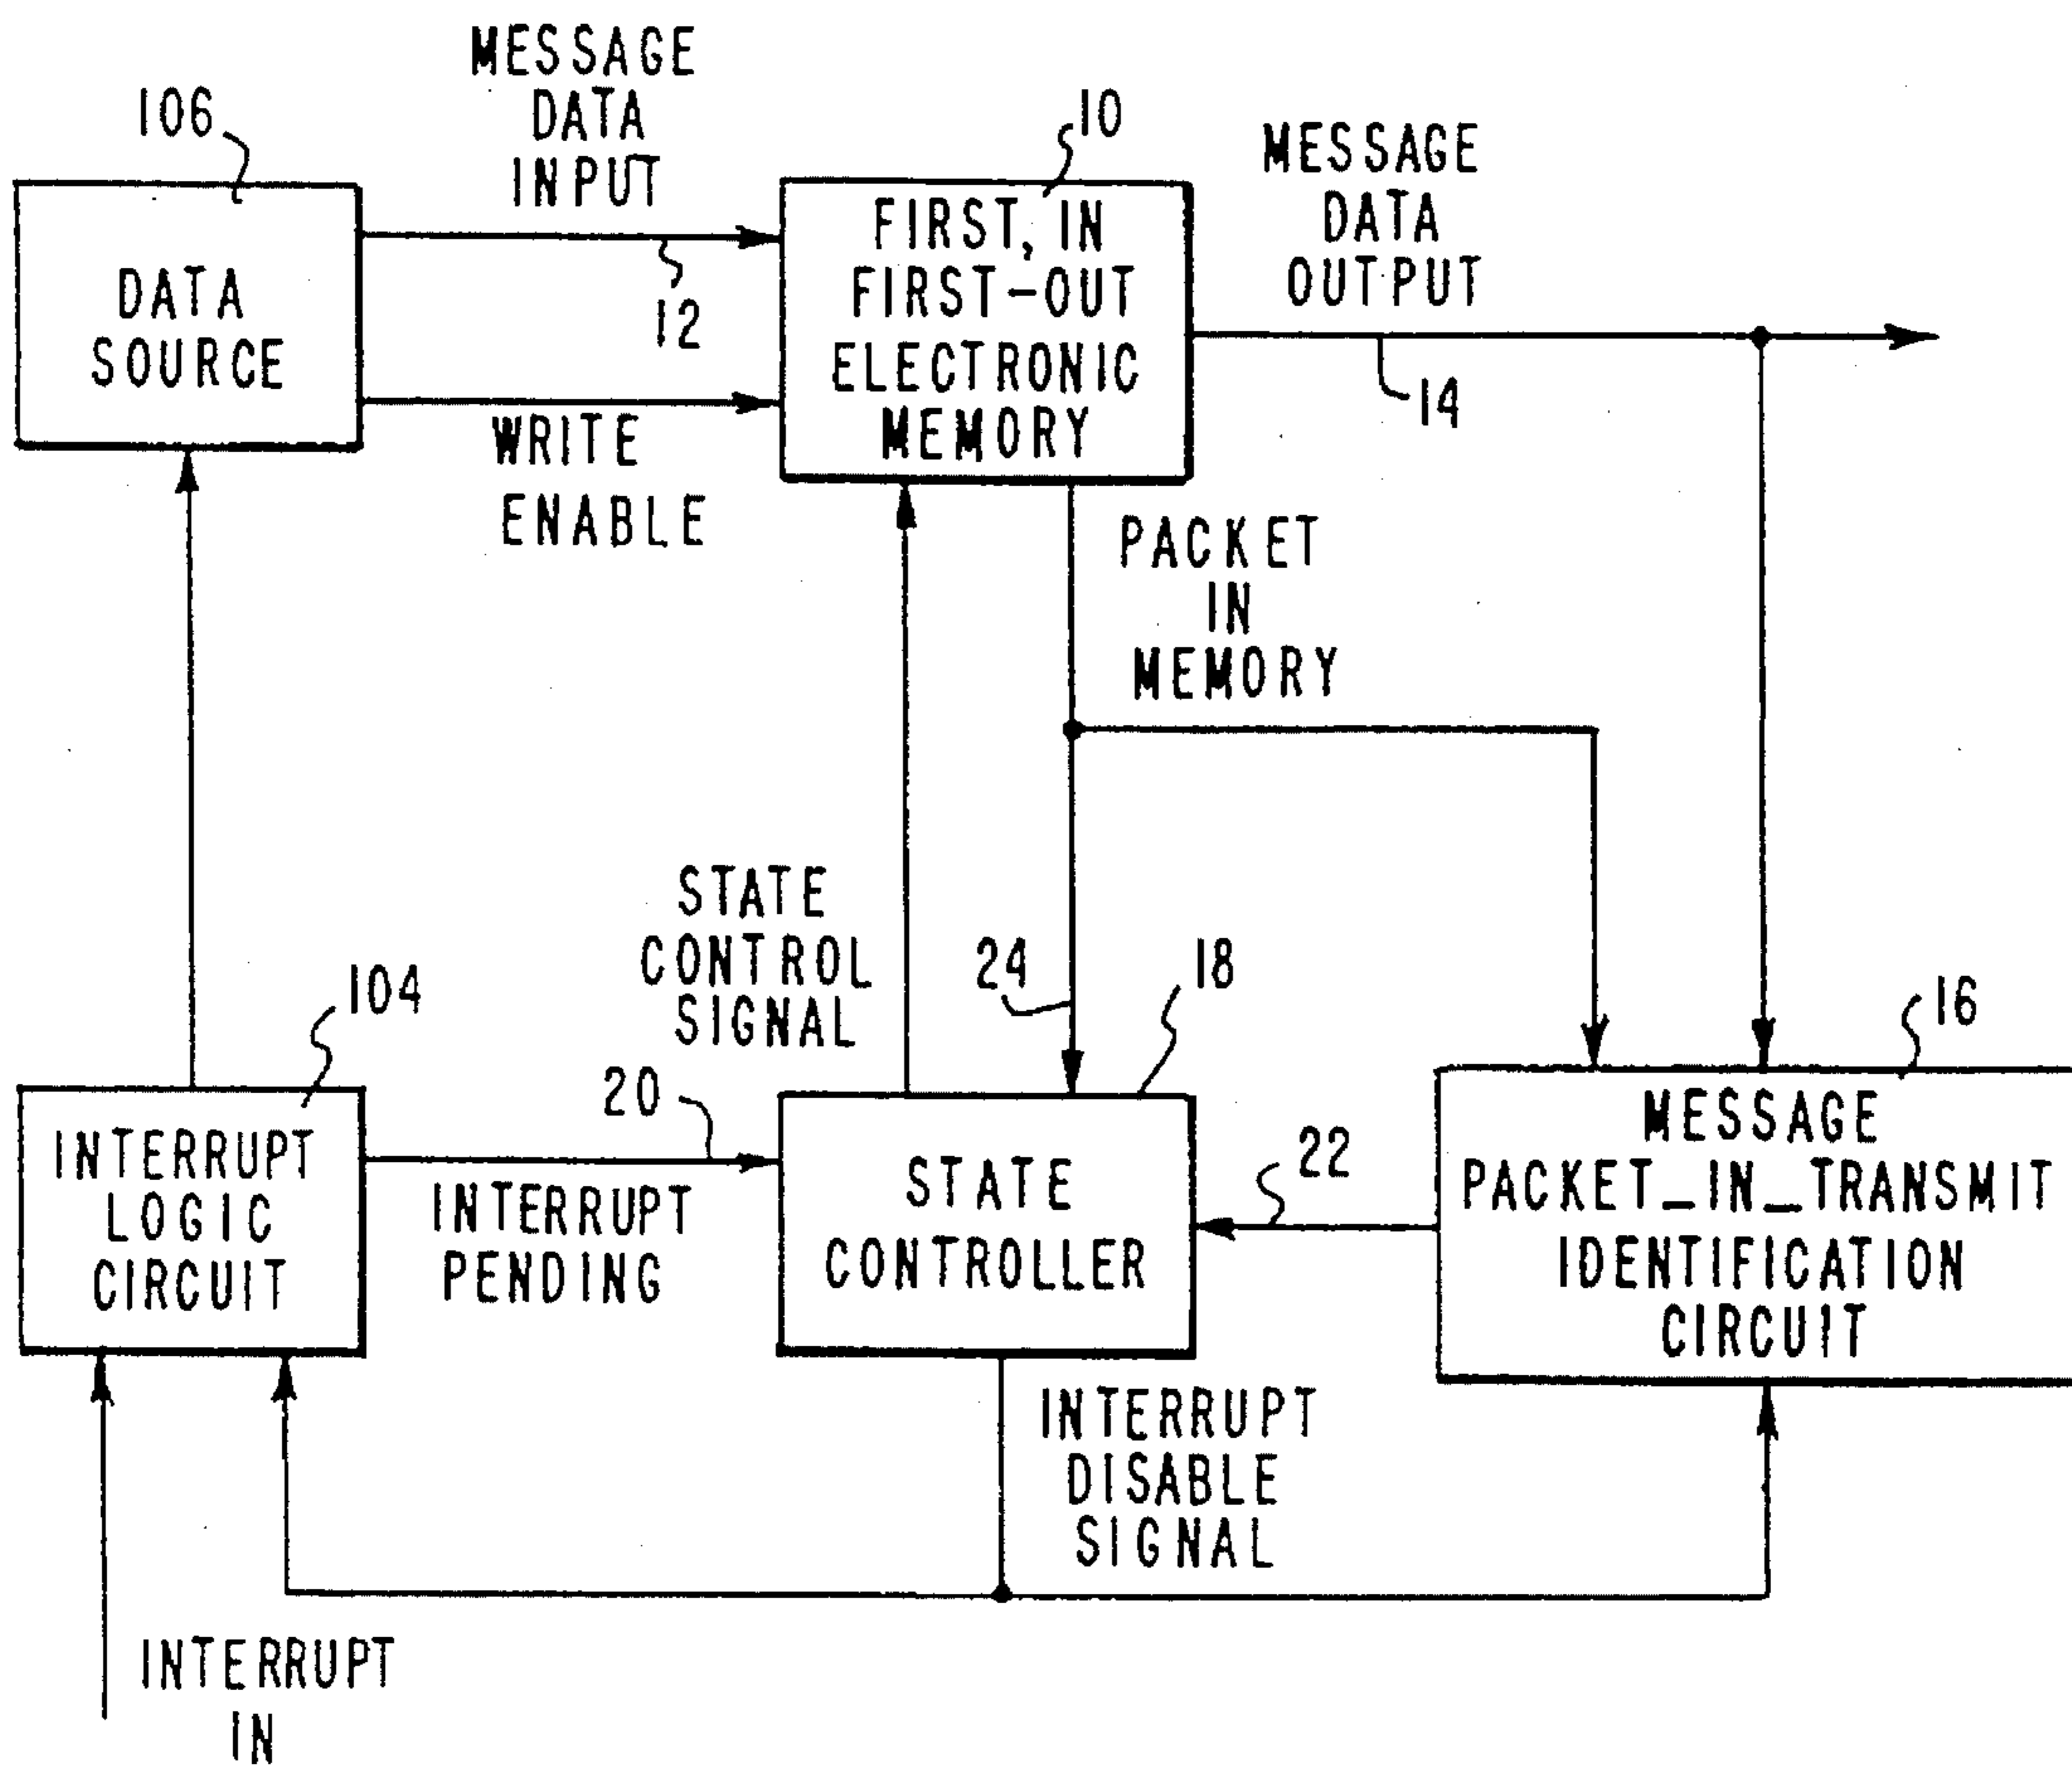 106
MESSAGE
DATA
INPUT
10
MESSAGE
DATA
OUTPUT
DATA
SOURCE
12
FIRST, IN
FIRST-OUT
ELECTRONIC
MEMORY
14
WRITE
ENABLE
PACKET
IN
MEMORY
STATE
CONTROL
SIGNAL
24
18
16
104
20
INTERRUPT
LOGIC
CIRCUIT
INTERRUPT
PENDING
STATE
CONTROLLER
22
MESSAGE
PACKET_IN_TRANSMIT
IDENTIFICATION
CIRCUIT
INTERRUPT
DISABLE
SIGNAL
INTERRUPT
IN